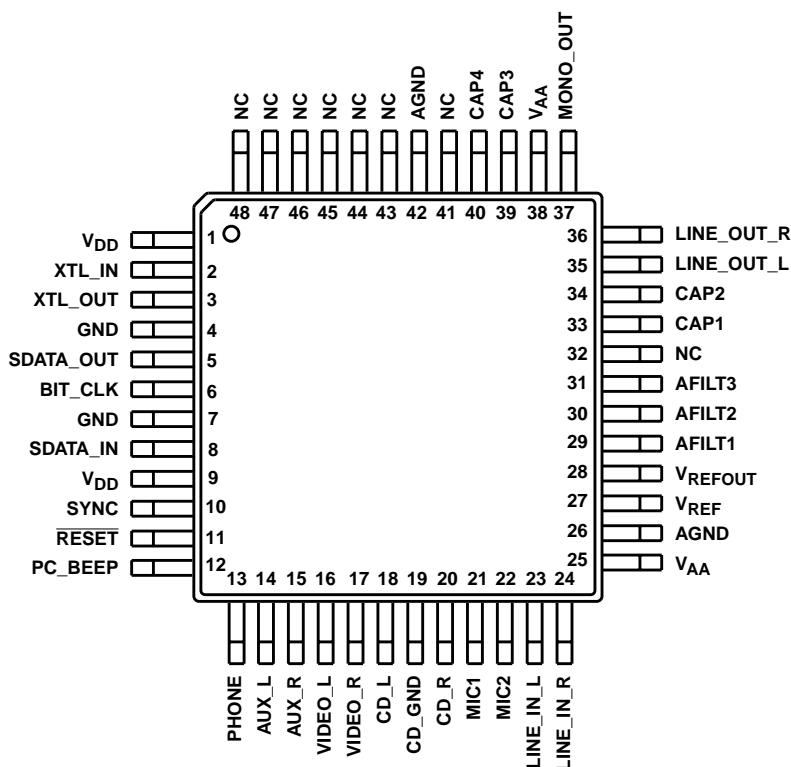 NC
NC
NC
NC
NC
NC
AGND
NC
CAP4
CAP3
VAA
MONO_OUT
48 47 46 45 44 43 42 41 40 39 38 37
VDD 1
XTL_IN 2
XTL_OUT 3
GND 4
SDATA_OUT 5
BIT_CLK 6
GND 7
SDATA_IN 8
VDD 9
SYNC 10
RESET 11
PC_BEEP 12
36 LINE_OUT_R
35 LINE_OUT_L
34 CAP2
33 CAP1
32 NC
31 AFILT3
30 AFILT2
29 AFILT1
28 VREFOUT
27 VREF
26 AGND
25 VAA
13 14 15 16 17 18 19 20 21 22 23 24
PHONE
AUX_L
AUX_R
VIDEO_L
VIDEO_R
CD_L
CD_GND
CD_R
MIC1
MIC2
LINE_IN_L
LINE_IN_R